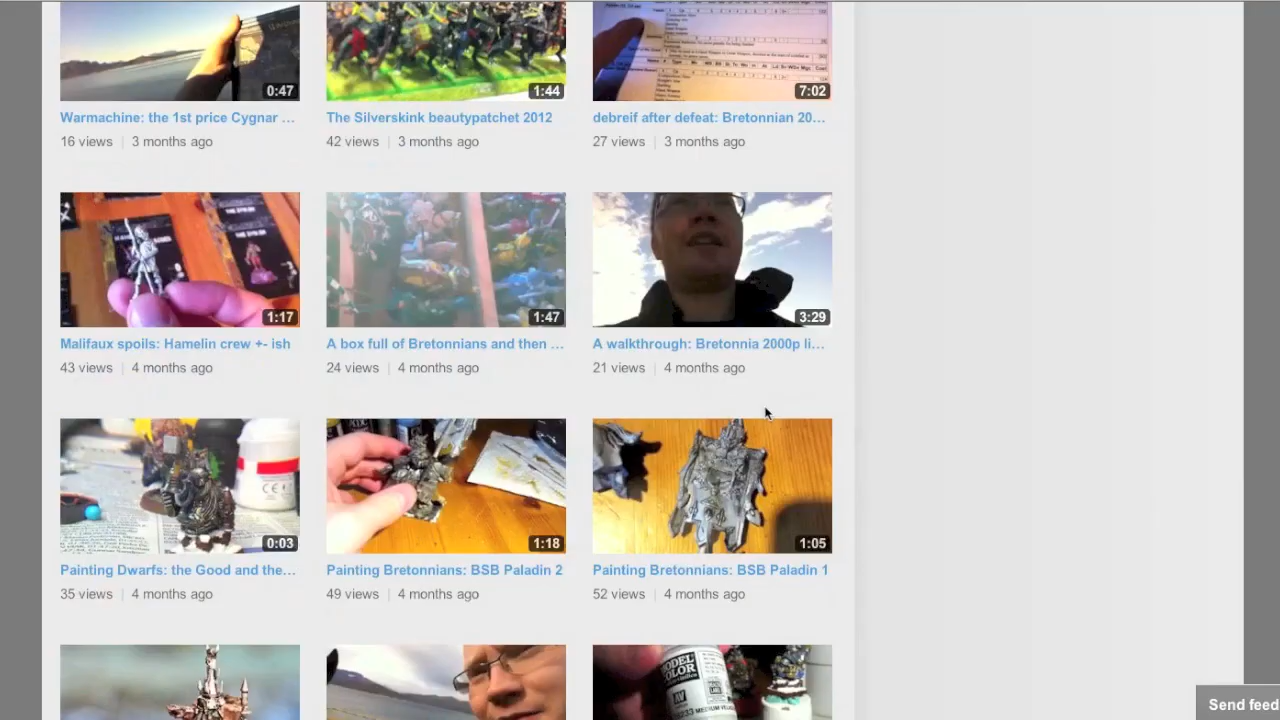 0:47
1:44
7:02
Warmachine: the 1st price Cygnar ...
The Silverskink beautypatchet 2012
debreif after defeat: Bretonnian 20...
16 views | 3 months ago
42 views | 3 months ago
27 views | 3 months ago
1:17
1:47
3:29
Malifaux spoils: Hamelin crew +- ish
A box full of Bretonnians and then ...
A walkthrough: Bretonnia 2000p li...
43 views | 4 months ago
24 views | 4 months ago
21 views | 4 months ago
0:03
1:18
1:05
Painting Dwarfs: the Good and the...
Painting Bretonnians: BSB Paladin 2
Painting Bretonnians: BSB Paladin 1
35 views | 4 months ago
49 views | 4 months ago
52 views | 4 months ago
MODEL
COLOR
Send feed